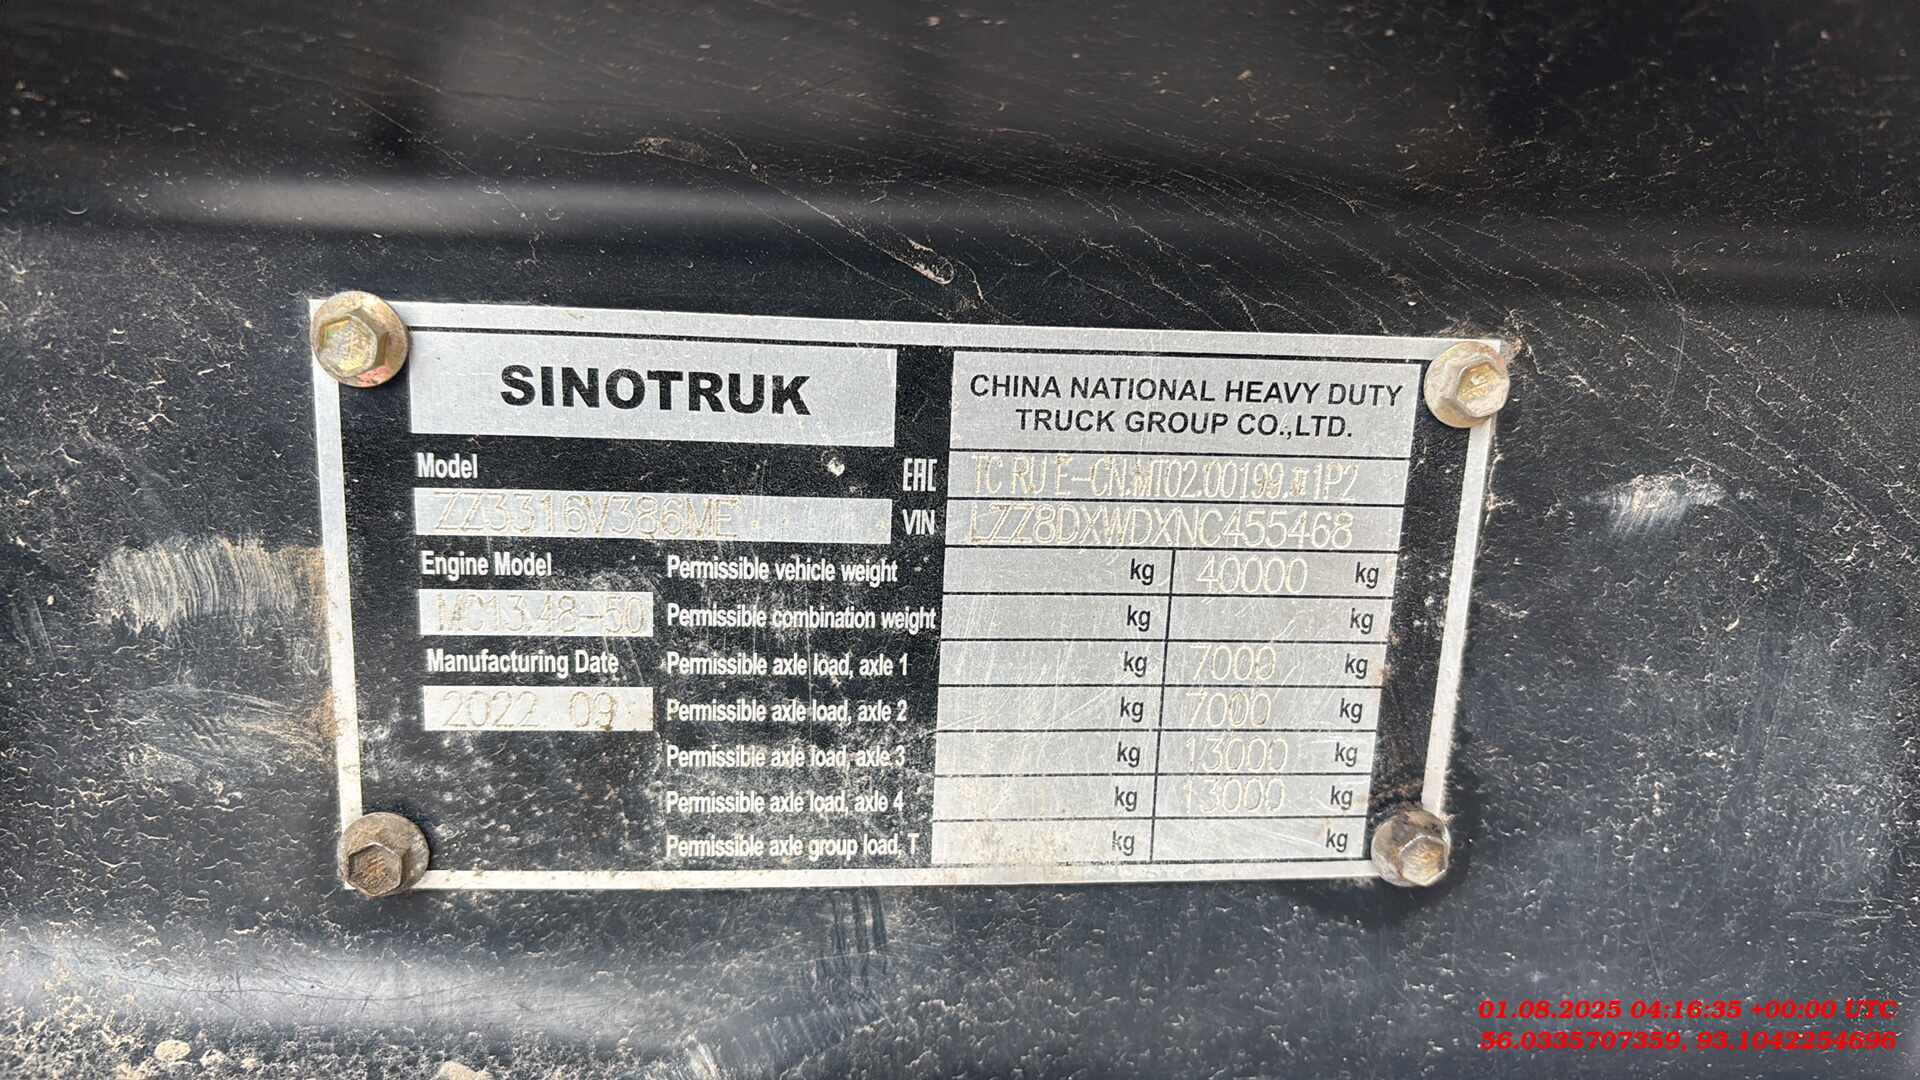 SINOTRUK
CHINA NATIONAL HEAVY DUTY
TRUCK GROUP CO.,LTD.
Model
EAC TC RU E-CN.MT02.00199.п1P2
ZZ3316V386ME
VIN LZZ8DXWDXNC455468
Engine Model
MC13.48-50
Manufacturing Date
2022 09
Permissible vehicle weight kg 40000 kg
Permissible combination weight kg kg
Permissible axle load, axle 1 kg 7000 kg
Permissible axle load, axle 2 kg 7000 kg
Permissible axle load, axle 3 kg 13000 kg
Permissible axle load, axle 4 kg 13000 kg
Permissible axle group load, T kg kg
01.08.2025 04:16:35 +00:00 UTC
56.0335707359, 93.1042254696